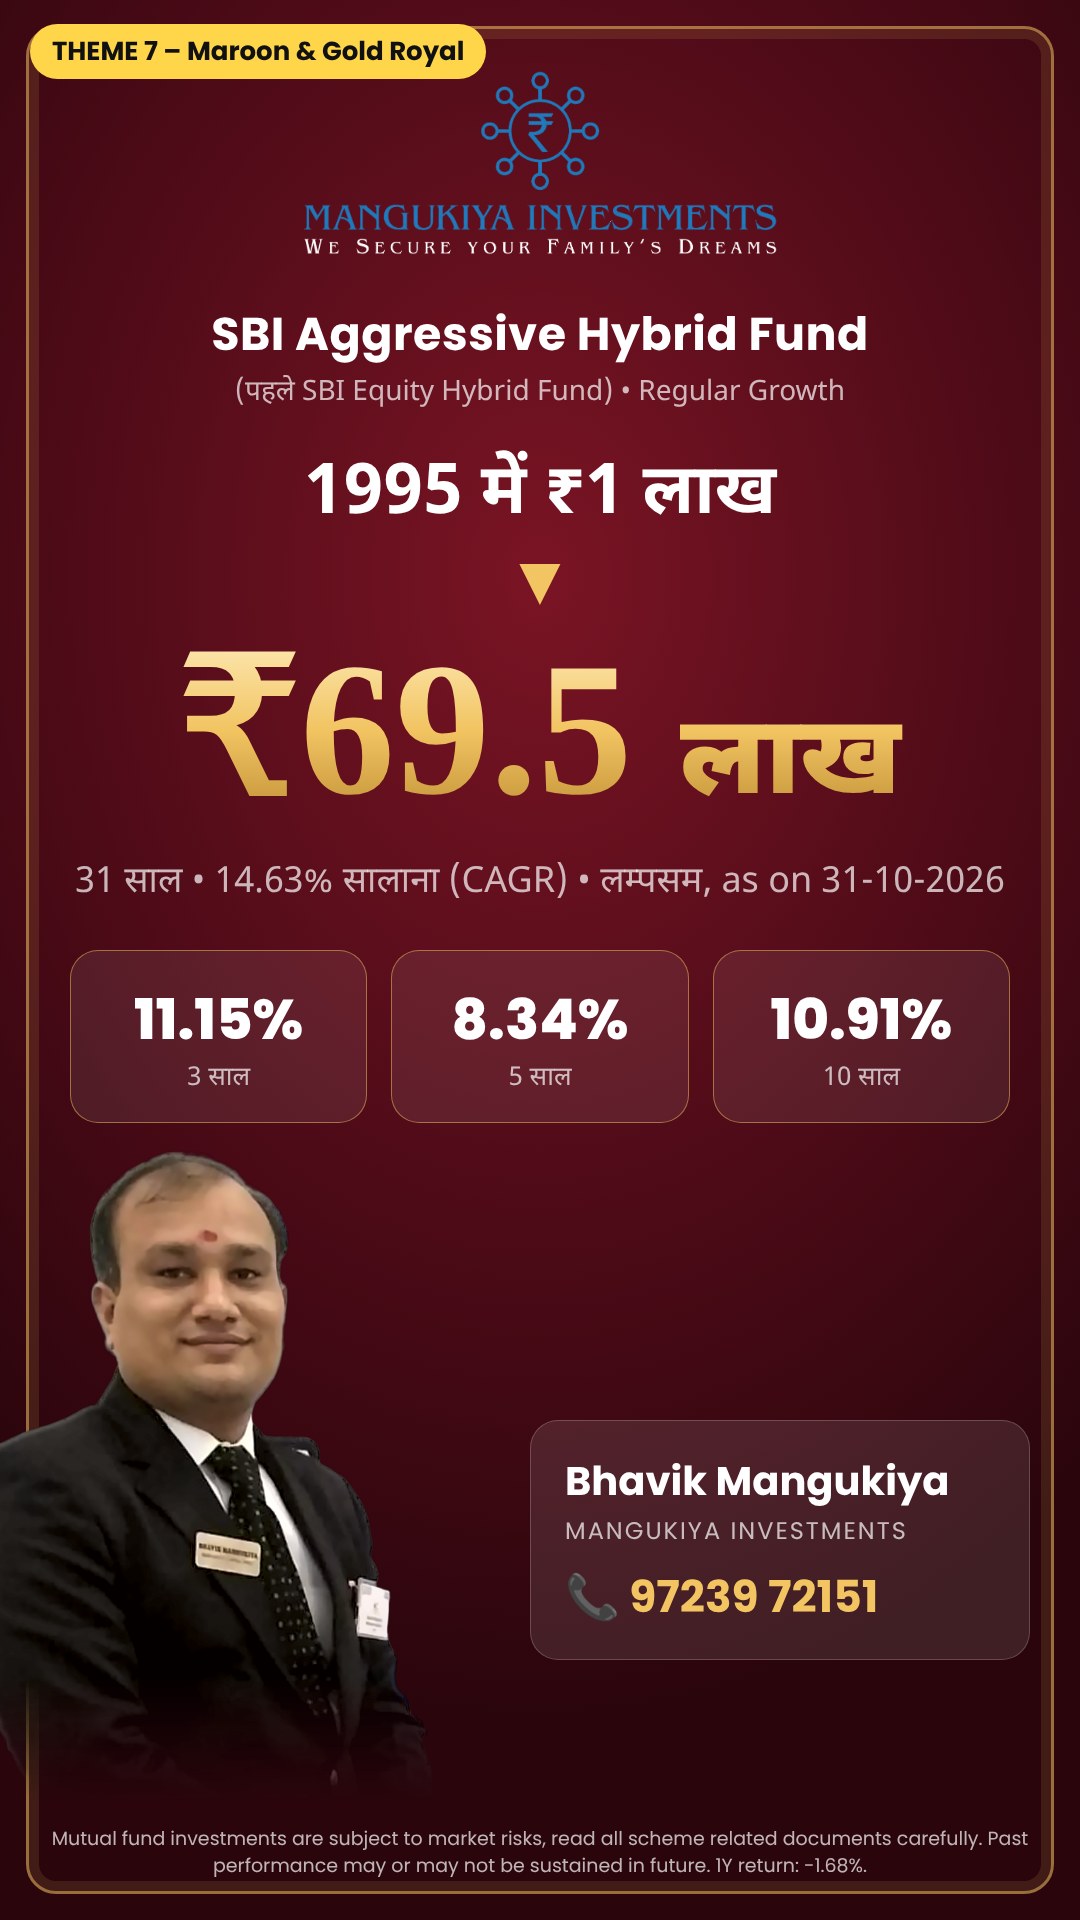 THEME 7 – Maroon & Gold Royal
₹
MANGUKIYA INVESTMENTS
WE SECURE YOUR FAMILY'S DREAMS
SBI Aggressive Hybrid Fund
(पहले SBI Equity Hybrid Fund) • Regular Growth
1995 में ₹1 लाख
₹69.5 लाख
31 साल • 14.63% सालाना (CAGR) • लम्पसम, as on 31-10-2026
11.15%
3 साल
8.34%
5 साल
10.91%
10 साल
BHAVIK MANGUKIYA
Bhavik Mangukiya
MANGUKIYA INVESTMENTS
97239 72151
Mutual fund investments are subject to market risks, read all scheme related documents carefully. Past
performance may or may not be sustained in future. 1Y return: -1.68%.